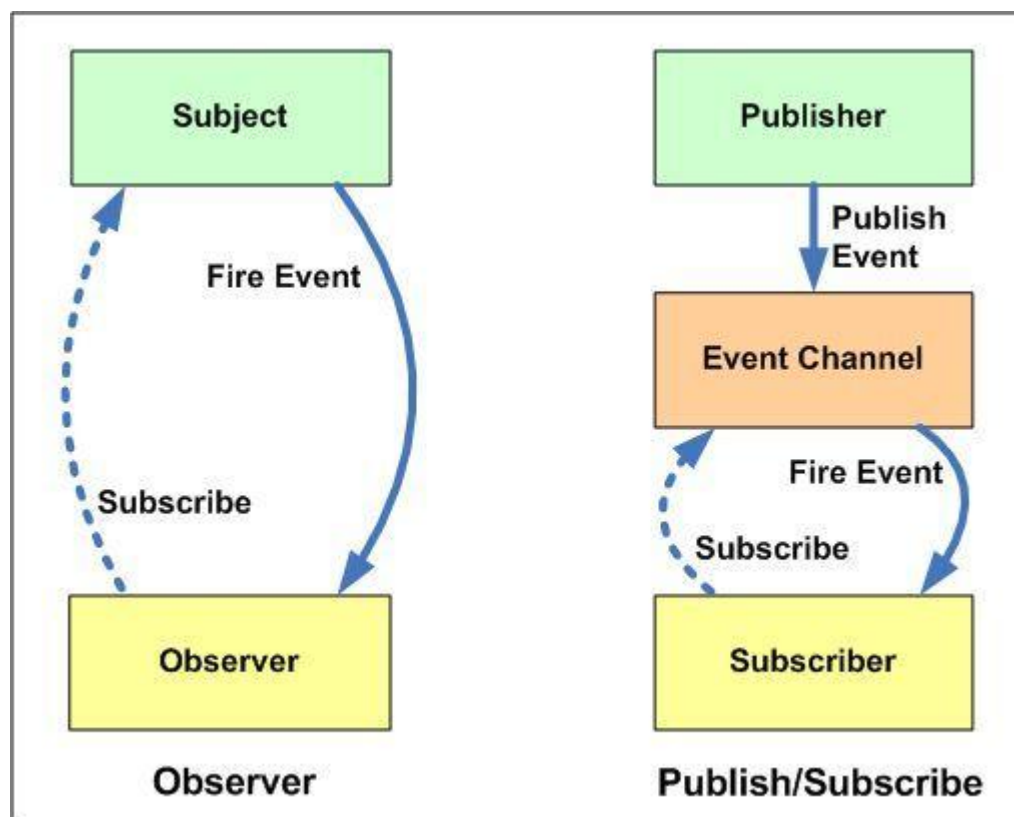 Subject
Fire Event
Subscribe
Observer
Observer
Publisher
Publish
Event
Event Channel
Fire Event
Subscribe
Subscriber
Publish/Subscribe